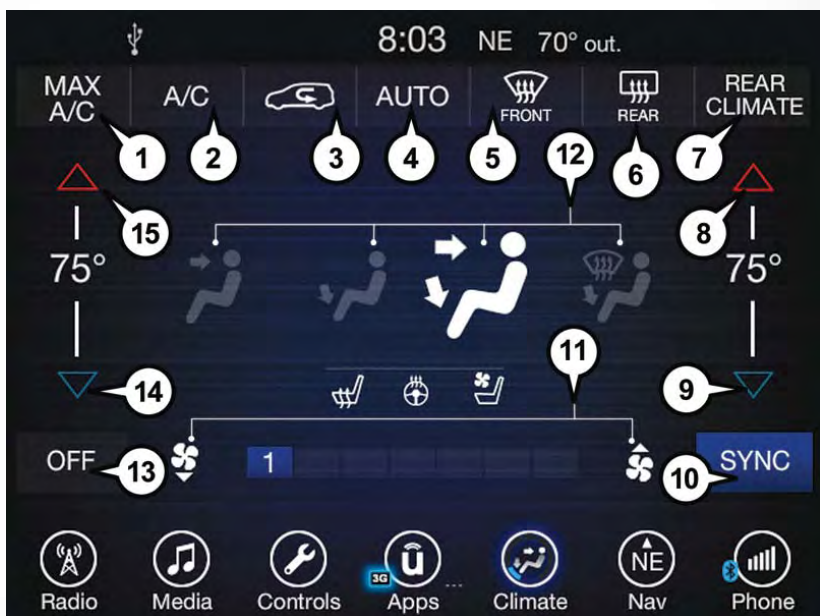 8:03 NE 70° out.
MAX A/C
A/C
AUTO
FRONT
REAR
REAR CLIMATE
1
2
3
4
5
12
6
7
15
8
75°
75°
11
14
9
OFF
13
1
10
SYNC
3G
û
NE
Radio
Media
Controls
Apps
...
Climate
Nav
Phone